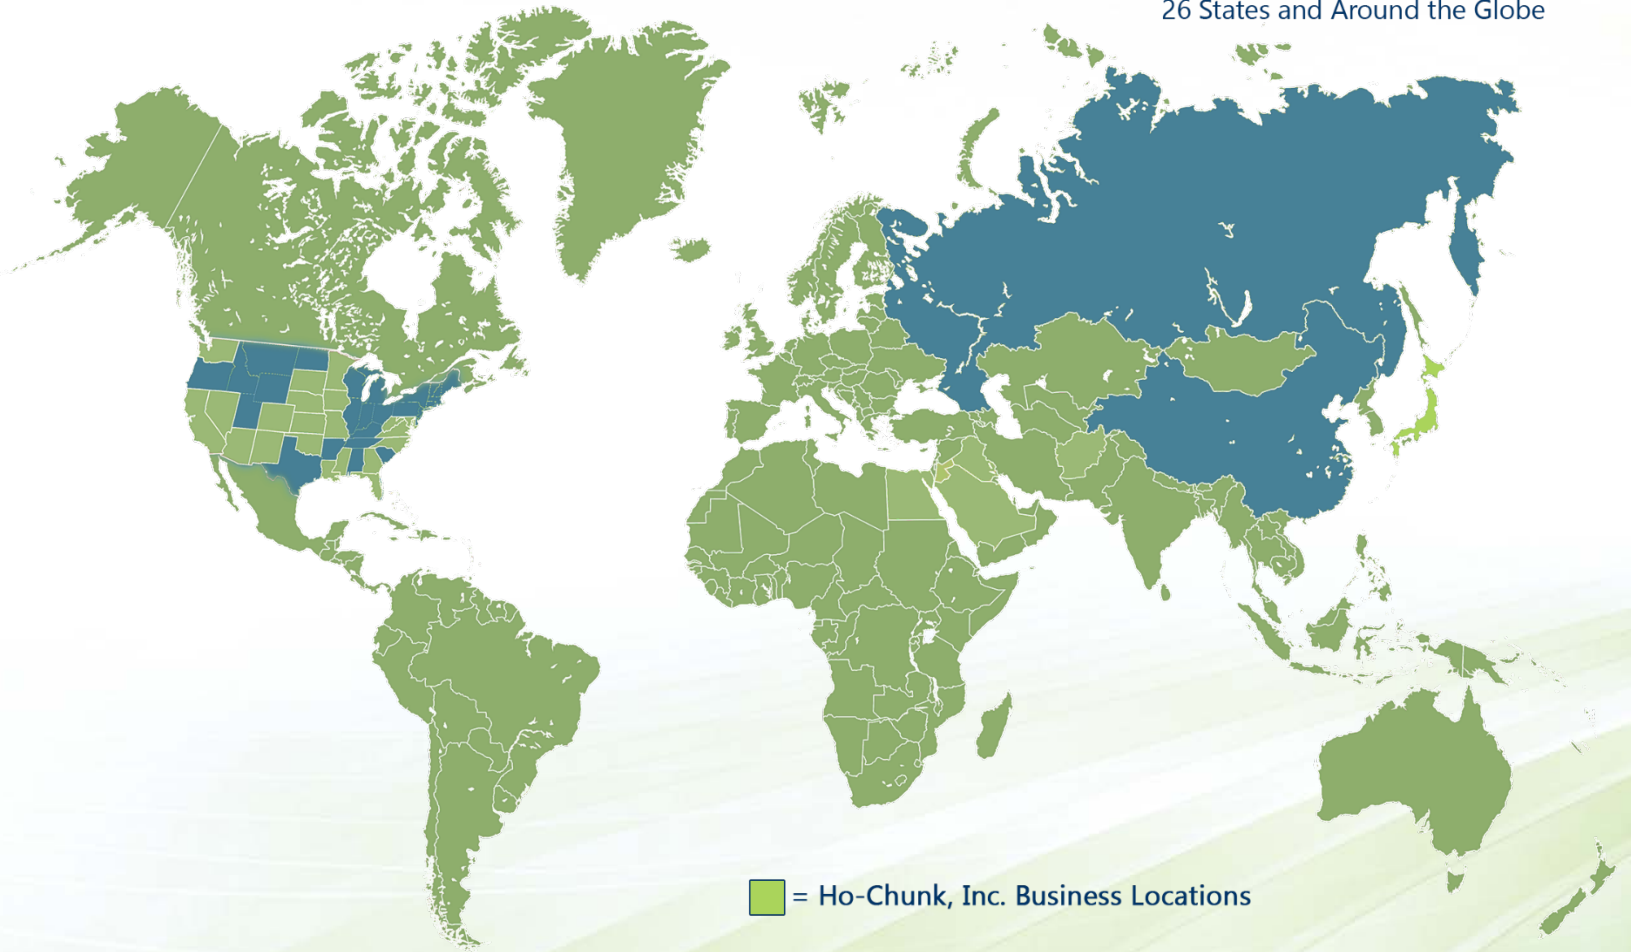 26 States and Around the Globe
= Ho-Chunk, Inc. Business Locations